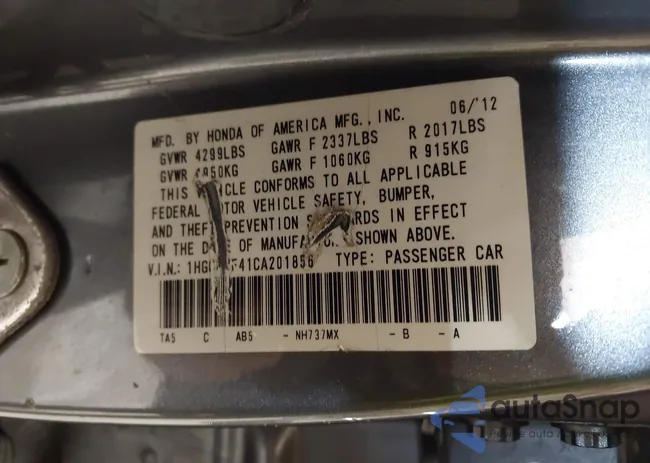 06/'12
MFD. BY HONDA OF AMERICA MFG., INC.
GVWR 4299LBS GAWR F 2337LBS R 2017LBS
GVWR GAWR F 1060KG R 915KG
THIS CONFORMS TO ALL APPLICABLE
FEDERAL VEHICLE SAFETY, BUMPER,
AND THEFT PREVENTION IN EFFECT
ON THE DATE OF MANUFACTURE SHOWN ABOVE.
V.I.N.: TYPE: PASSENGER CAR
TA5 C AB5 - NH737MX - B - A
autoSnap